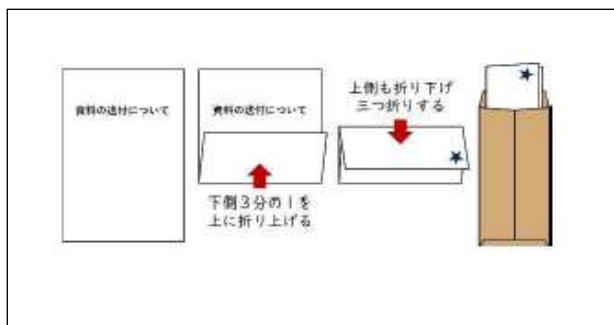 資料の送付について
資料の送付について
下側3分の1を
上に折り上げる
上側も折り下げ
三つ折りする